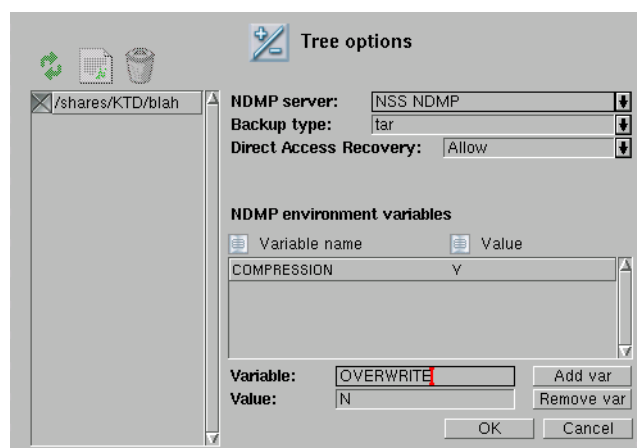 Tree options
/shares/KTD/blah
NDMP server: NSS NDMP
Backup type: tar
Direct Access Recovery: Allow
NDMP environment variables
Variable name Value
COMPRESSION Y
Variable: OVERWRITE Add var
Value: N Remove var
OK Cancel